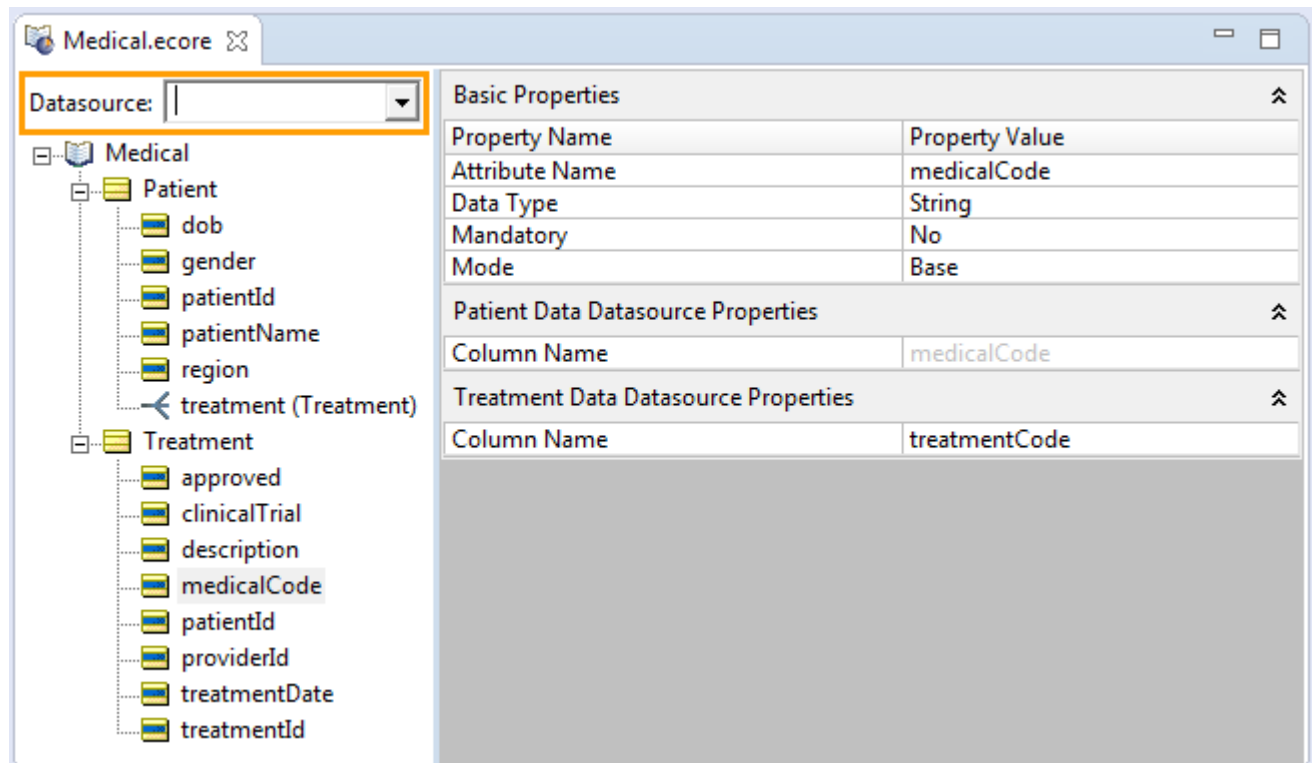 Medical.ecore
Datasource:
Medical
Patient
dob
gender
patientId
patientName
region
treatment (Treatment)
Treatment
approved
clinicalTrial
description
medicalCode
patientId
providerId
treatmentDate
treatmentId
Basic Properties
Property Name Property Value
Attribute Name medicalCode
Data Type String
Mandatory No
Mode Base
Patient Data Datasource Properties
Column Name medicalCode
Treatment Data Datasource Properties
Column Name treatmentCode